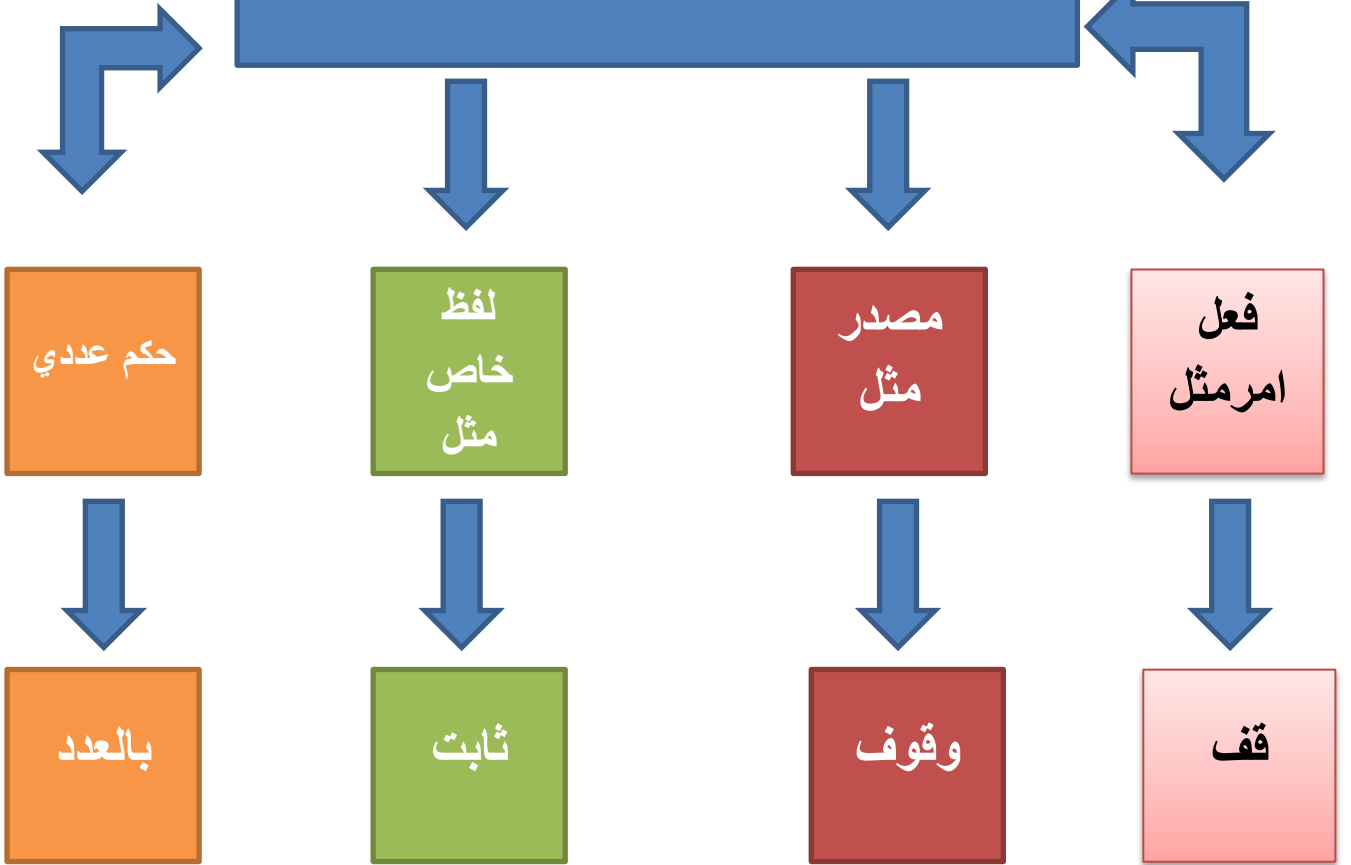 فعل
امرمثل
مصدر
مثل
لفظ
خاص
مثل
حكم عددي
قف
وقوف
ثابت
بالعدد